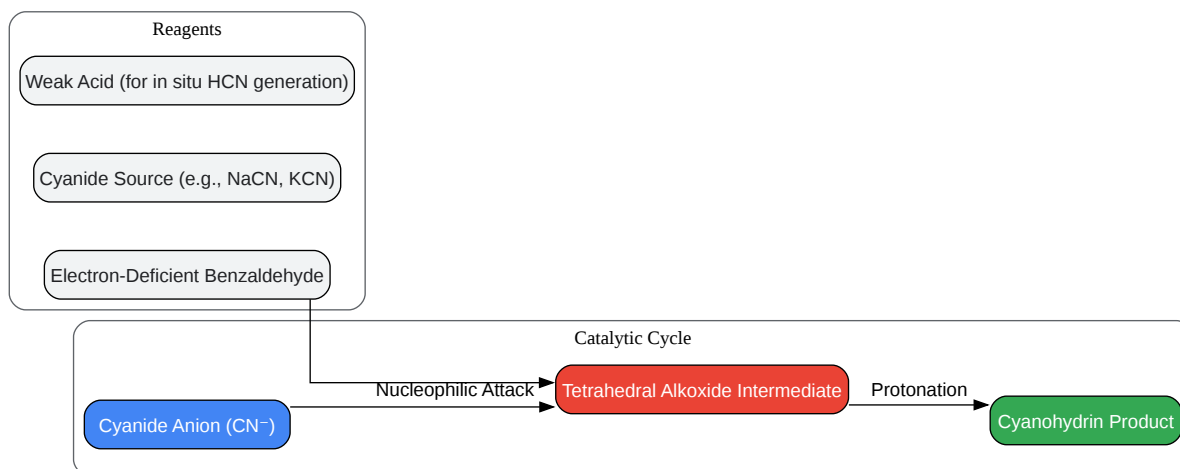 Reagents
Weak Acid (for in situ HCN generation)
Cyanide Source (e.g., NaCN, KCN)
Electron-Deficient Benzaldehyde
Catalytic Cycle
Nucleophilic Attack
Tetrahedral Alkoxide Intermediate
Protonation
Cyanide Anion (CN⁻)
Cyanohydrin Product